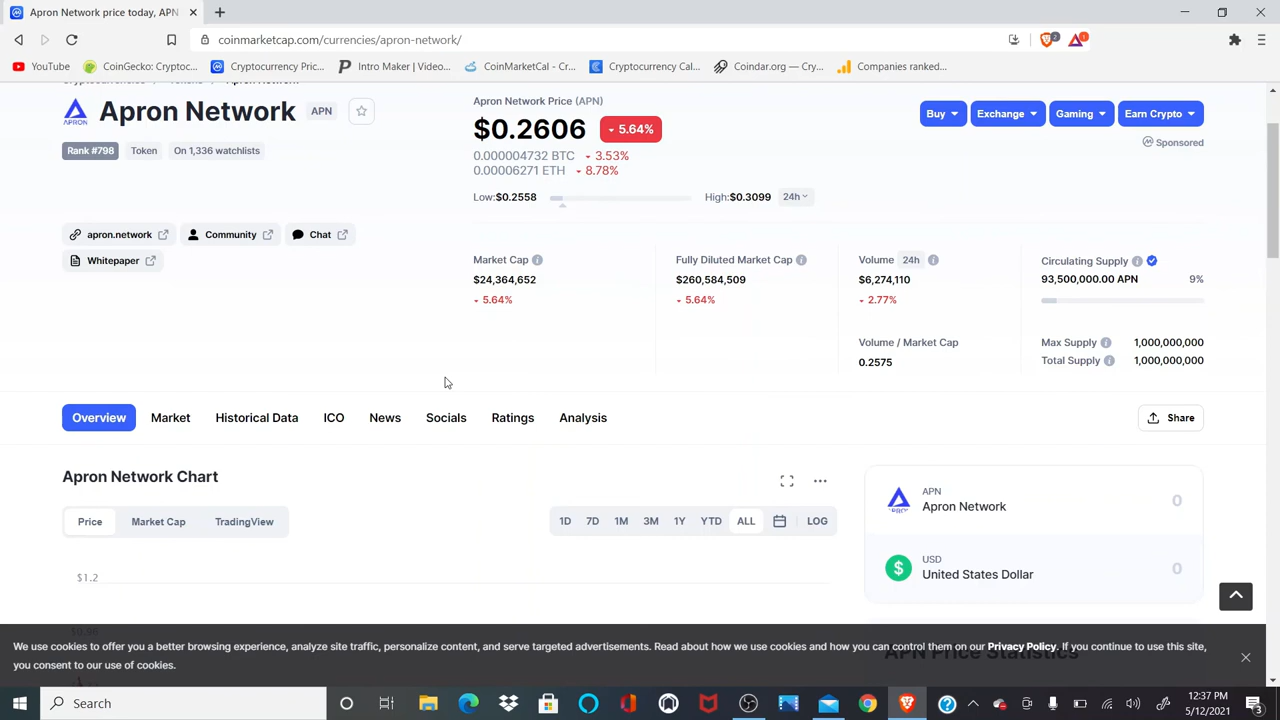 Apron Network price today, APN
coinmarketcap.com/currencies/apron-network/
2
1
YouTube
CoinGecko: Cryptoc...
Cryptocurrency Pric...
Intro Maker | Video...
CoinMarketCal - Cr...
Cryptocurrency Cal...
Coindar.org — Cry...
Companies ranked...
Cryptocurrencies Tokens Apron Network
APRON
Apron Network
APN
Rank #798
Token
On 1,336 watchlists
Apron Network Price (APN)
$0.2606
5.64%
0.000004732 BTC
3.53%
0.00006271 ETH
8.78%
Low:$0.2558
High:$0.3099
24h
Buy
Exchange
Gaming
Earn Crypto
Sponsored
apron.network
Community
Chat
Whitepaper
Market Cap
$24,364,652
5.64%
Fully Diluted Market Cap
$260,584,509
5.64%
Volume 24h
$6,274,110
2.77%
Volume / Market Cap
0.2575
Circulating Supply
93,500,000.00 APN
9%
Max Supply
1,000,000,000
Total Supply
1,000,000,000
Overview
Market
Historical Data
ICO
News
Socials
Ratings
Analysis
Share
Apron Network Chart
Price
Market Cap
TradingView
1D
7D
1M
3M
1Y
YTD
ALL
LOG
$1.2
APN
Apron Network
0
USD
United States Dollar
0
APN Price Statistics
We use cookies to offer you a better browsing experience, analyze site traffic, personalize content, and serve targeted advertisements. Read about how we use cookies and how you can control them on our Privacy Policy. If you continue to use this site,
you consent to our use of cookies.
Search
12:37 PM
5/12/2021
3